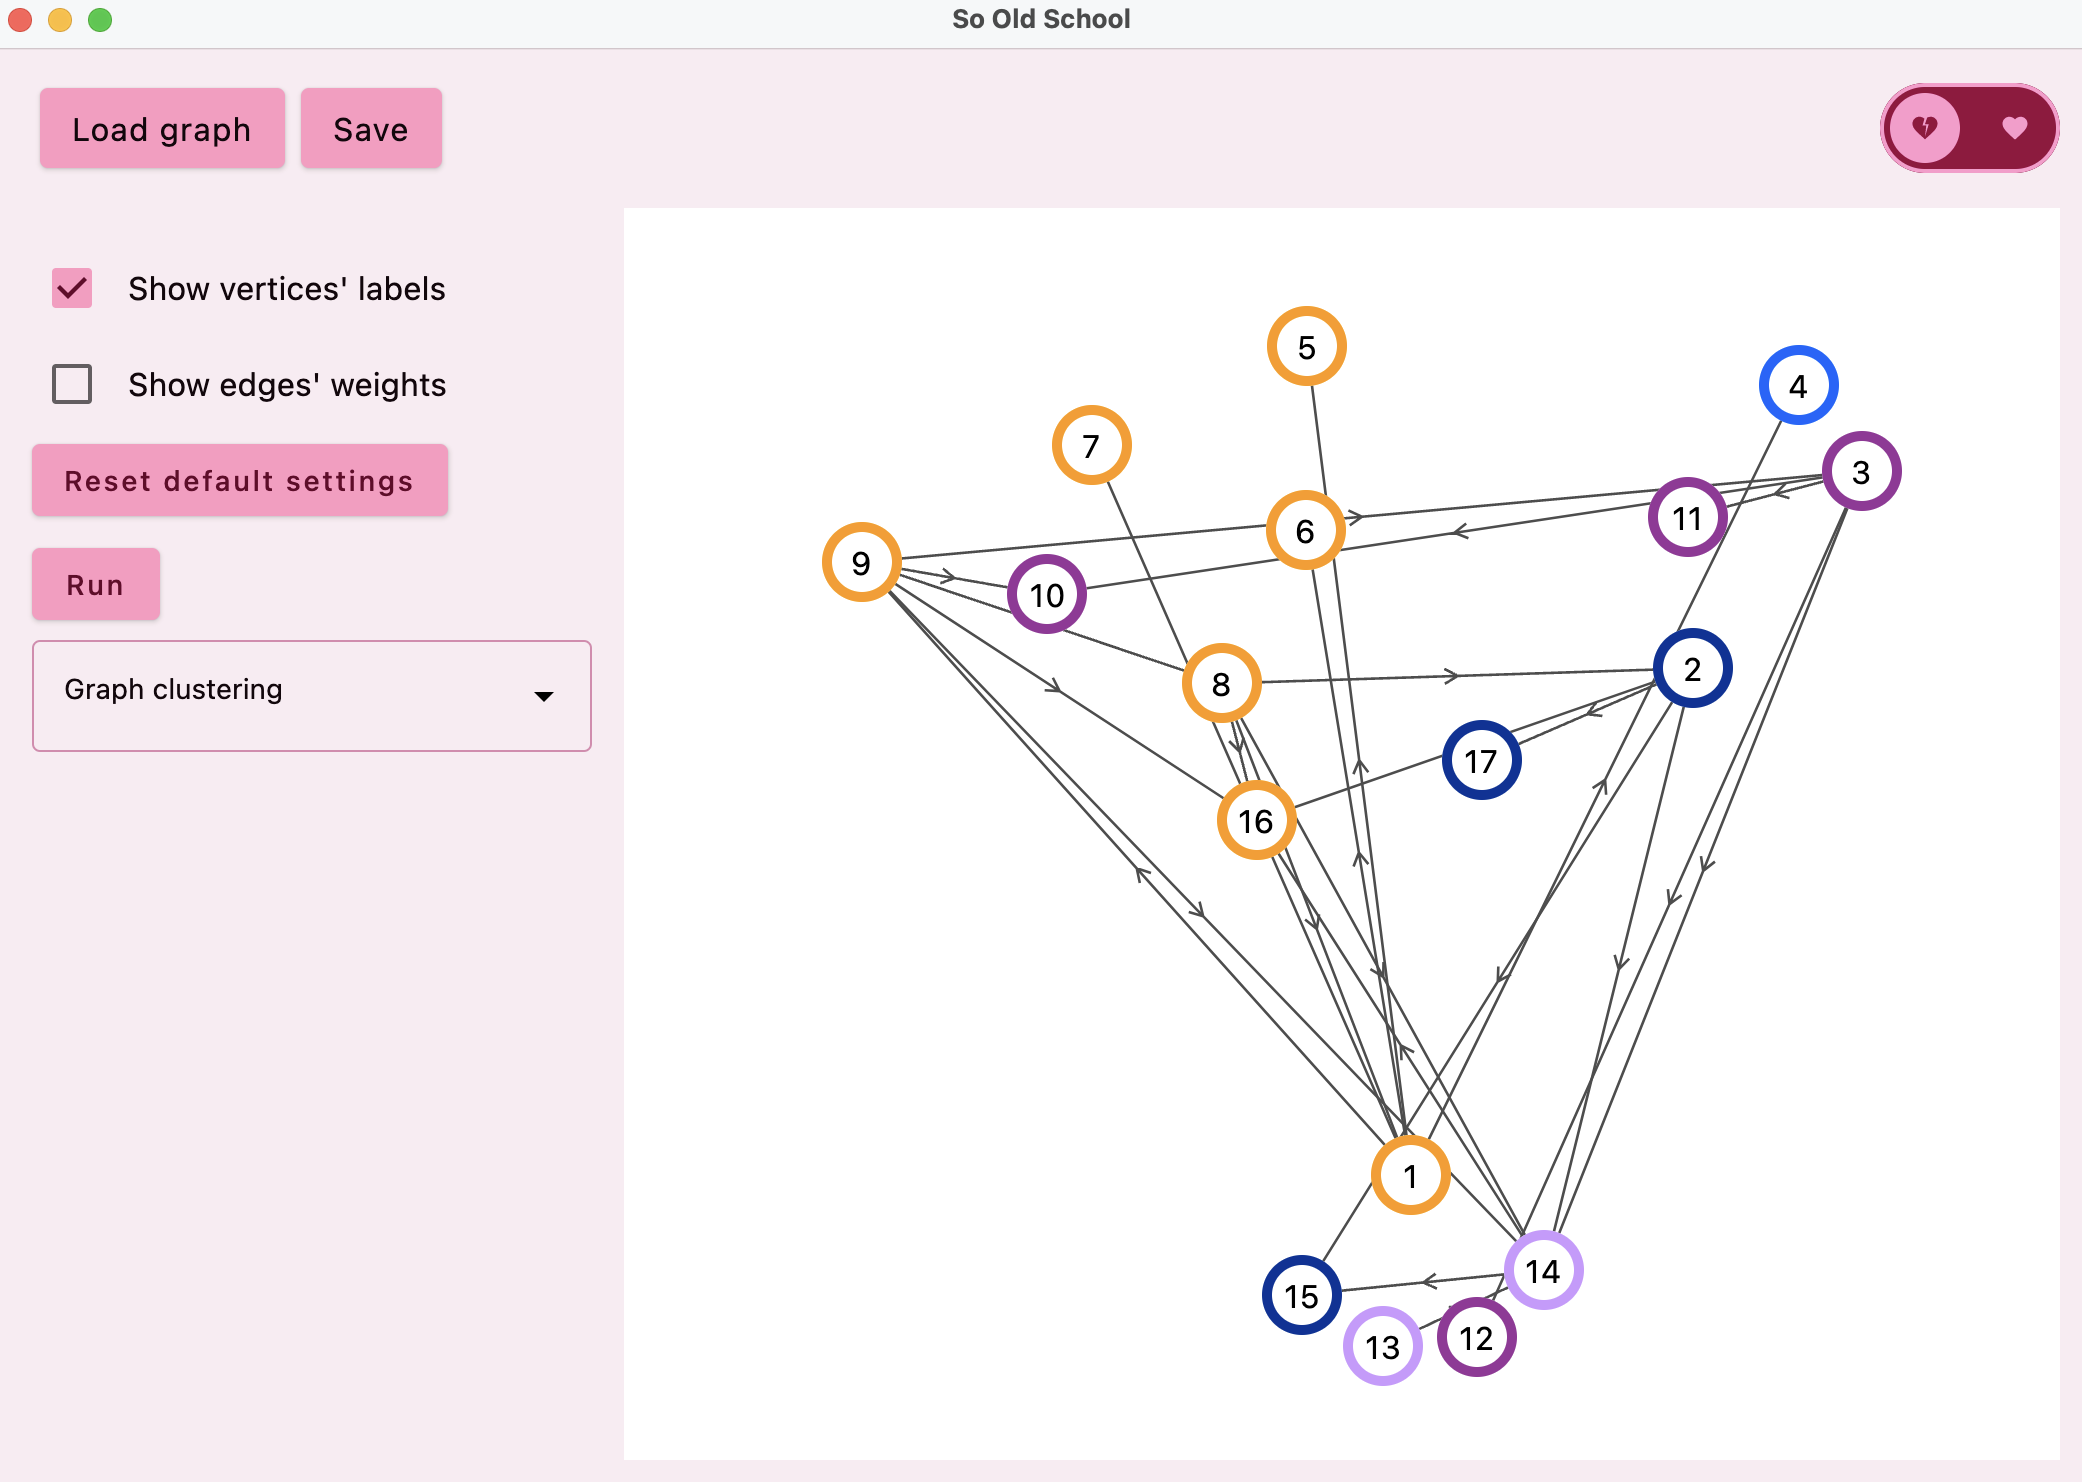 So Old School
Load graph
Save
Show vertices' labels
Show edges' weights
Reset default settings
Run
Graph clustering
5
4
7
3
11
6
9
10
2
8
17
16
1
14
15
12
13